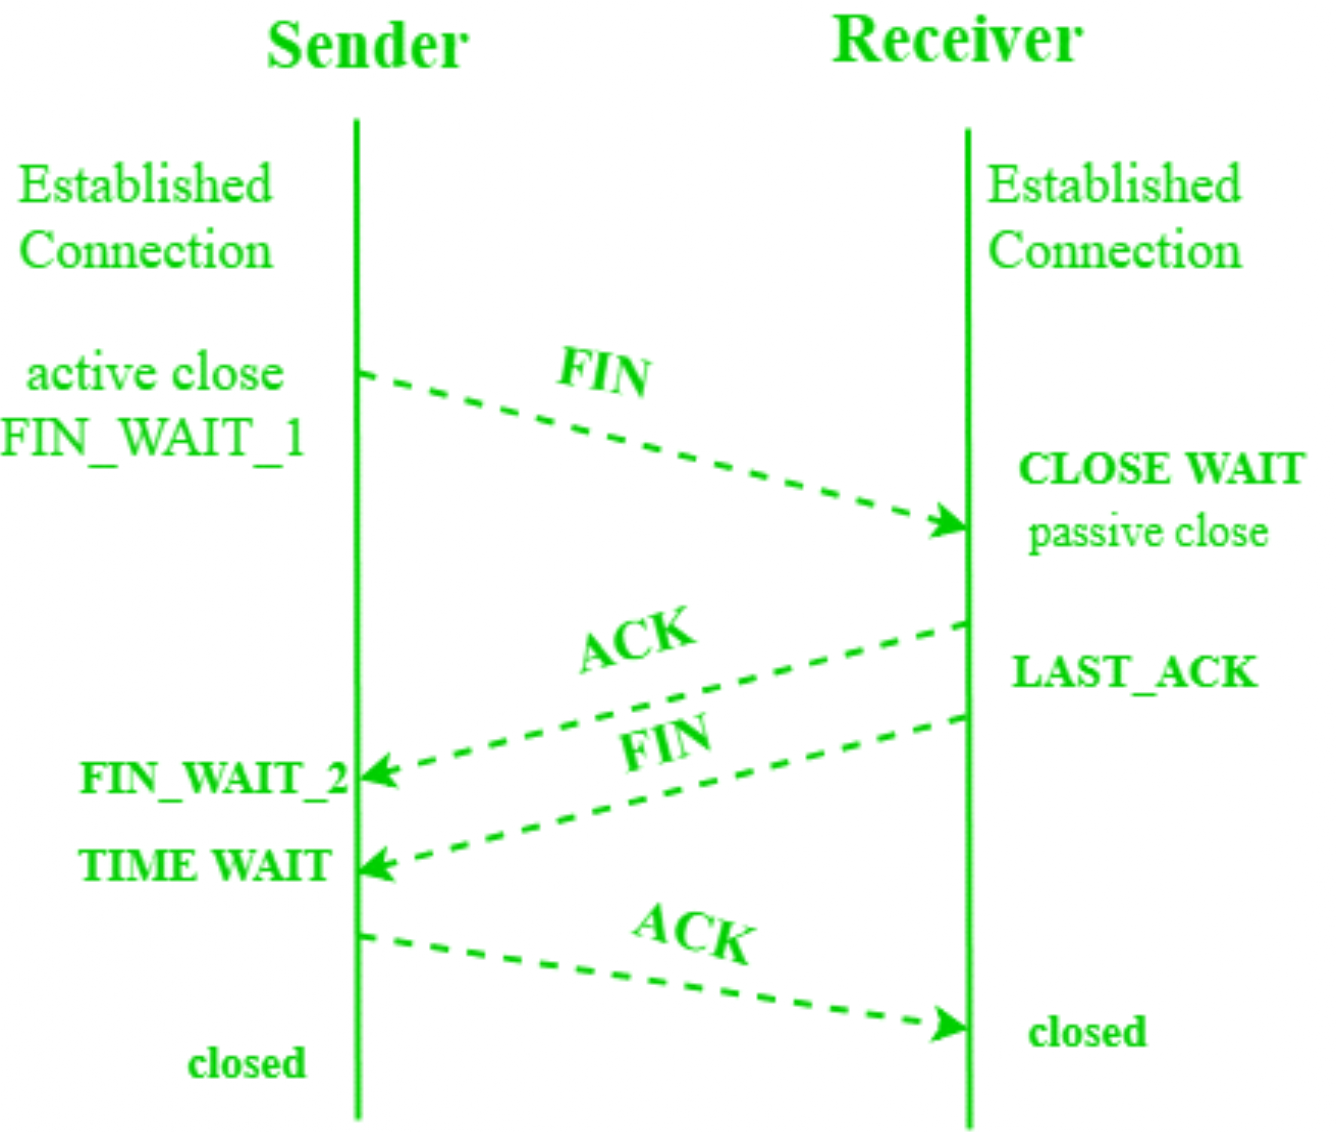 Sender
Receiver
Established
Connection
Established
Connection
active close
FIN_WAIT_1
FIN
CLOSE WAIT
passive close
ACK
LAST_ACK
FIN
FIN_WAIT_2
TIME WAIT
ACK
closed
closed